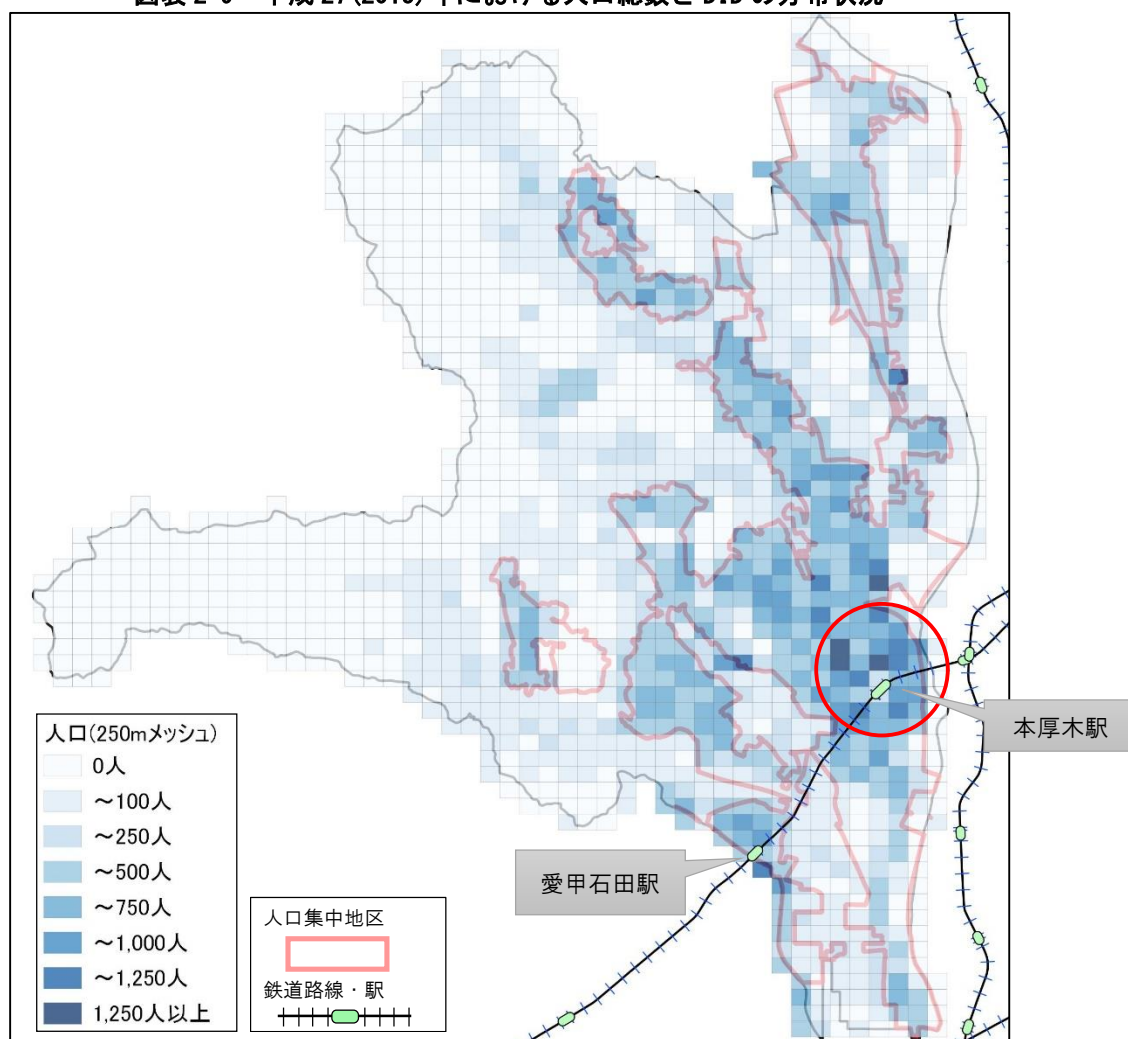 本厚木駅
愛甲石田駅
人口(250mメッシュ)
0人
～100人
～250人
～500人
～750人
～1,000人
～1,250人
1,250人以上
人口集中地区
鉄道路線・駅